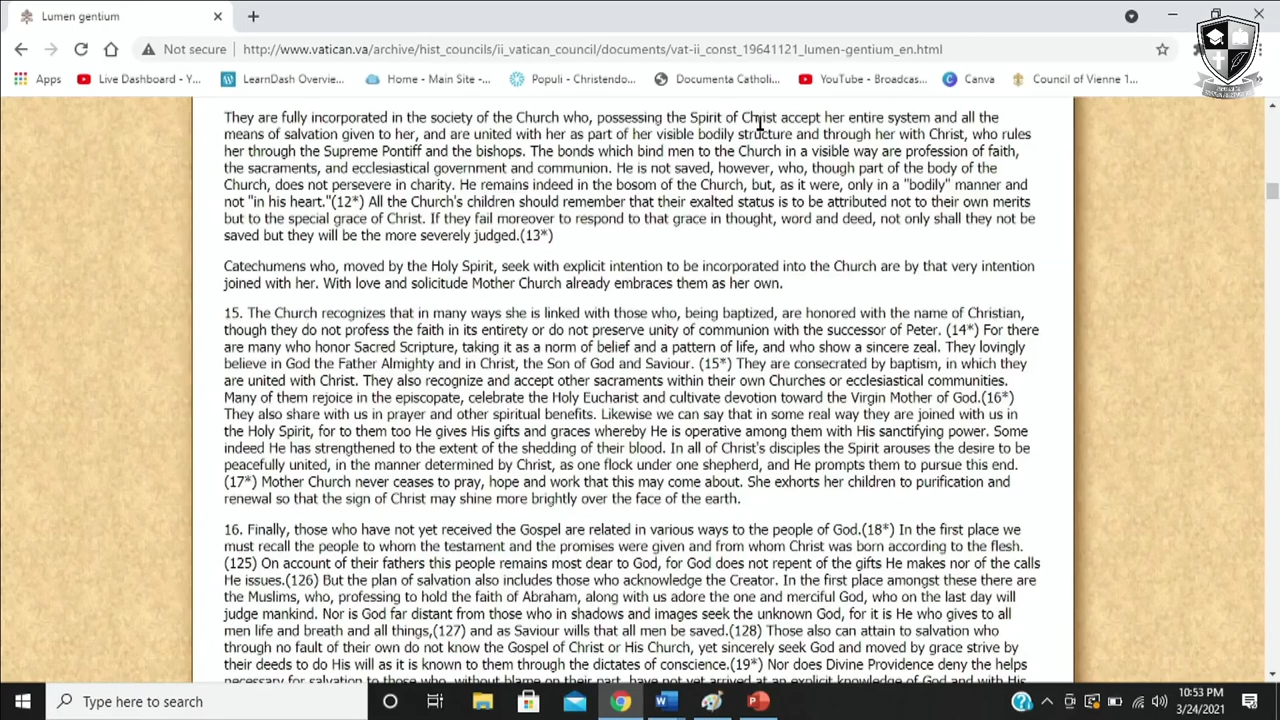 Lumen gentium
Not secure
http://www.vatican.va/archive/hist_councils/ii_vatican_council/documents/vat-ii_const_19641121_lumen-gentium_en.html
Apps
Live Dashboard - Y...
LearnDash Overvie...
Home - Main Site -...
Populi - Christendo...
Documenta Catholi...
YouTube - Broadcas...
Canva
Council of Vienne 1...
They are fully incorporated in the society of the Church who, possessing the Spirit of Christ accept her entire system and all the
means of salvation given to her, and are united with her as part of her visible bodily structure and through her with Christ, who rules
her through the Supreme Pontiff and the bishops. The bonds which bind men to the Church in a visible way are profession of faith,
the sacraments, and ecclesiastical government and communion. He is not saved, however, who, though part of the body of the
Church, does not persevere in charity. He remains indeed in the bosom of the Church, but, as it were, only in a "bodily" manner and
not "in his heart."(12*) All the Church's children should remember that their exalted status is to be attributed not to their own merits
but to the special grace of Christ. If they fail moreover to respond to that grace in thought, word and deed, not only shall they not be
saved but they will be the more severely judged.(13*)
Catechumens who, moved by the Holy Spirit, seek with explicit intention to be incorporated into the Church are by that very intention
joined with her. With love and solicitude Mother Church already embraces them as her own.
15. The Church recognizes that in many ways she is linked with those who, being baptized, are honored with the name of Christian,
though they do not profess the faith in its entirety or do not preserve unity of communion with the successor of Peter. (14*) For there
are many who honor Sacred Scripture, taking it as a norm of belief and a pattern of life, and who show a sincere zeal. They lovingly
believe in God the Father Almighty and in Christ, the Son of God and Saviour. (15*) They are consecrated by baptism, in which they
are united with Christ. They also recognize and accept other sacraments within their own Churches or ecclesiastical communities.
Many of them rejoice in the episcopate, celebrate the Holy Eucharist and cultivate devotion toward the Virgin Mother of God.(16*)
They also share with us in prayer and other spiritual benefits. Likewise we can say that in some real way they are joined with us in
the Holy Spirit, for to them too He gives His gifts and graces whereby He is operative among them with His sanctifying power. Some
indeed He has strengthened to the extent of the shedding of their blood. In all of Christ's disciples the Spirit arouses the desire to be
peacefully united, in the manner determined by Christ, as one flock under one shepherd, and He prompts them to pursue this end.
(17*) Mother Church never ceases to pray, hope and work that this may come about. She exhorts her children to purification and
renewal so that the sign of Christ may shine more brightly over the face of the earth.
16. Finally, those who have not yet received the Gospel are related in various ways to the people of God.(18*) In the first place we
must recall the people to whom the testament and the promises were given and from whom Christ was born according to the flesh.
(125) On account of their fathers this people remains most dear to God, for God does not repent of the gifts He makes nor of the calls
He issues.(126) But the plan of salvation also includes those who acknowledge the Creator. In the first place amongst these there are
the Muslims, who, professing to hold the faith of Abraham, along with us adore the one and merciful God, who on the last day will
judge mankind. Nor is God far distant from those who in shadows and images seek the unknown God, for it is He who gives to all
men life and breath and all things,(127) and as Saviour wills that all men be saved.(128) Those also can attain to salvation who
through no fault of their own do not know the Gospel of Christ or His Church, yet sincerely seek God and moved by grace strive by
their deeds to do His will as it is known to them through the dictates of conscience.(19*) Nor does Divine Providence deny the helps
necessary for salvation to those who, without blame on their part, have not yet arrived at an explicit knowledge of God and with His
Type here to search
10:53 PM
3/24/2021